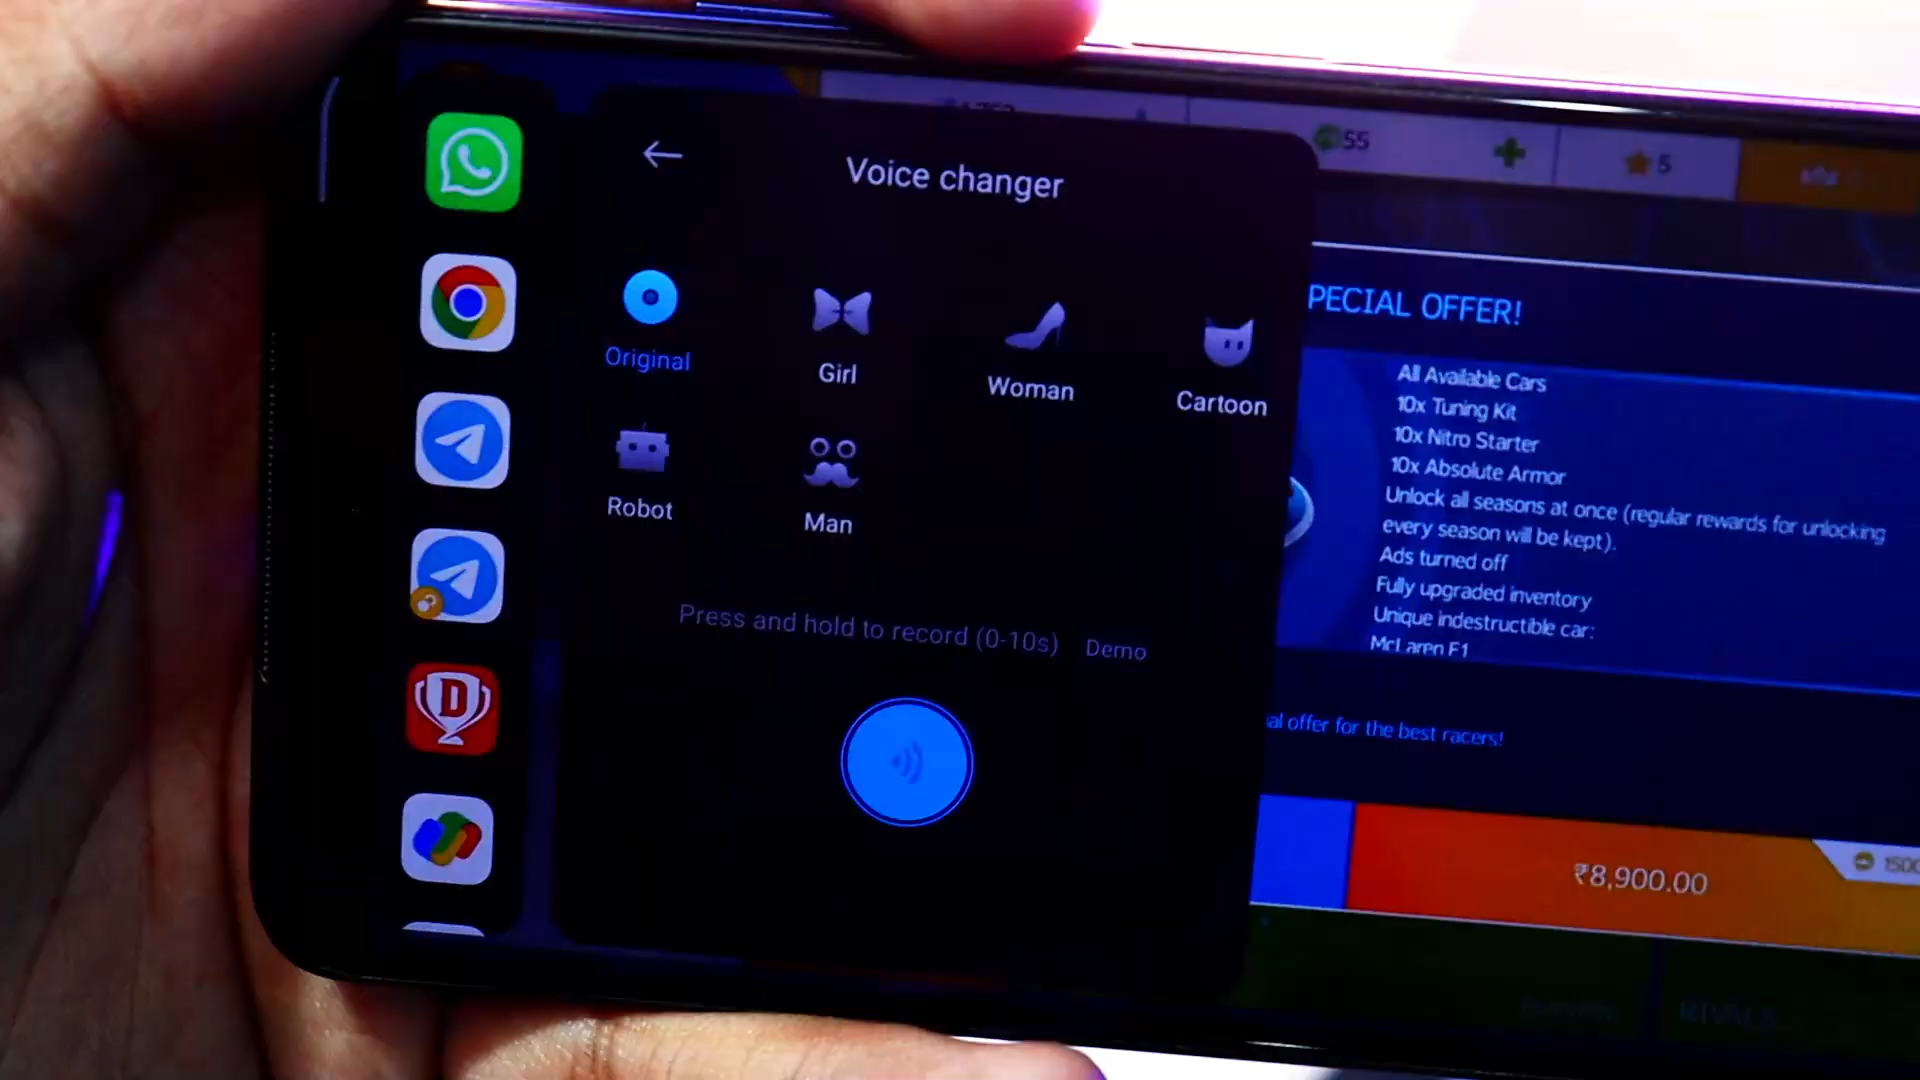 Voice changer
Original
Girl
Woman
Cartoon
Robot
Man
Press and hold to record (0-10s) Demo
D
55
5
PECIAL OFFER!
All Available Cars
10x Tuning Kit
10x Nitro Starter
10x Absolute Armor
Unlock all seasons at once (regular rewards for unlocking
every season will be kept).
Ads turned off
Fully upgraded inventory
Unique indestructible car:
McLaren F1
al offer for the best racers!
₹8,900.00
RIVALS